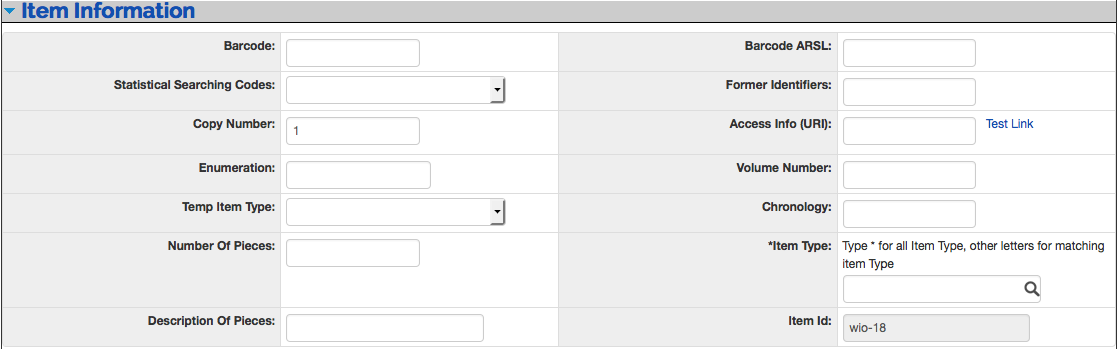 Item Information
Barcode:
Barcode ARSL:
Statistical Searching Codes:
Former Identifiers:
Copy Number: 1
Access Info (URI): Test Link
Enumeration:
Volume Number:
Temp Item Type:
Chronology:
Number Of Pieces:
*Item Type: Type * for all Item Type, other letters for matching
item Type
Description Of Pieces:
Item Id: wio-18